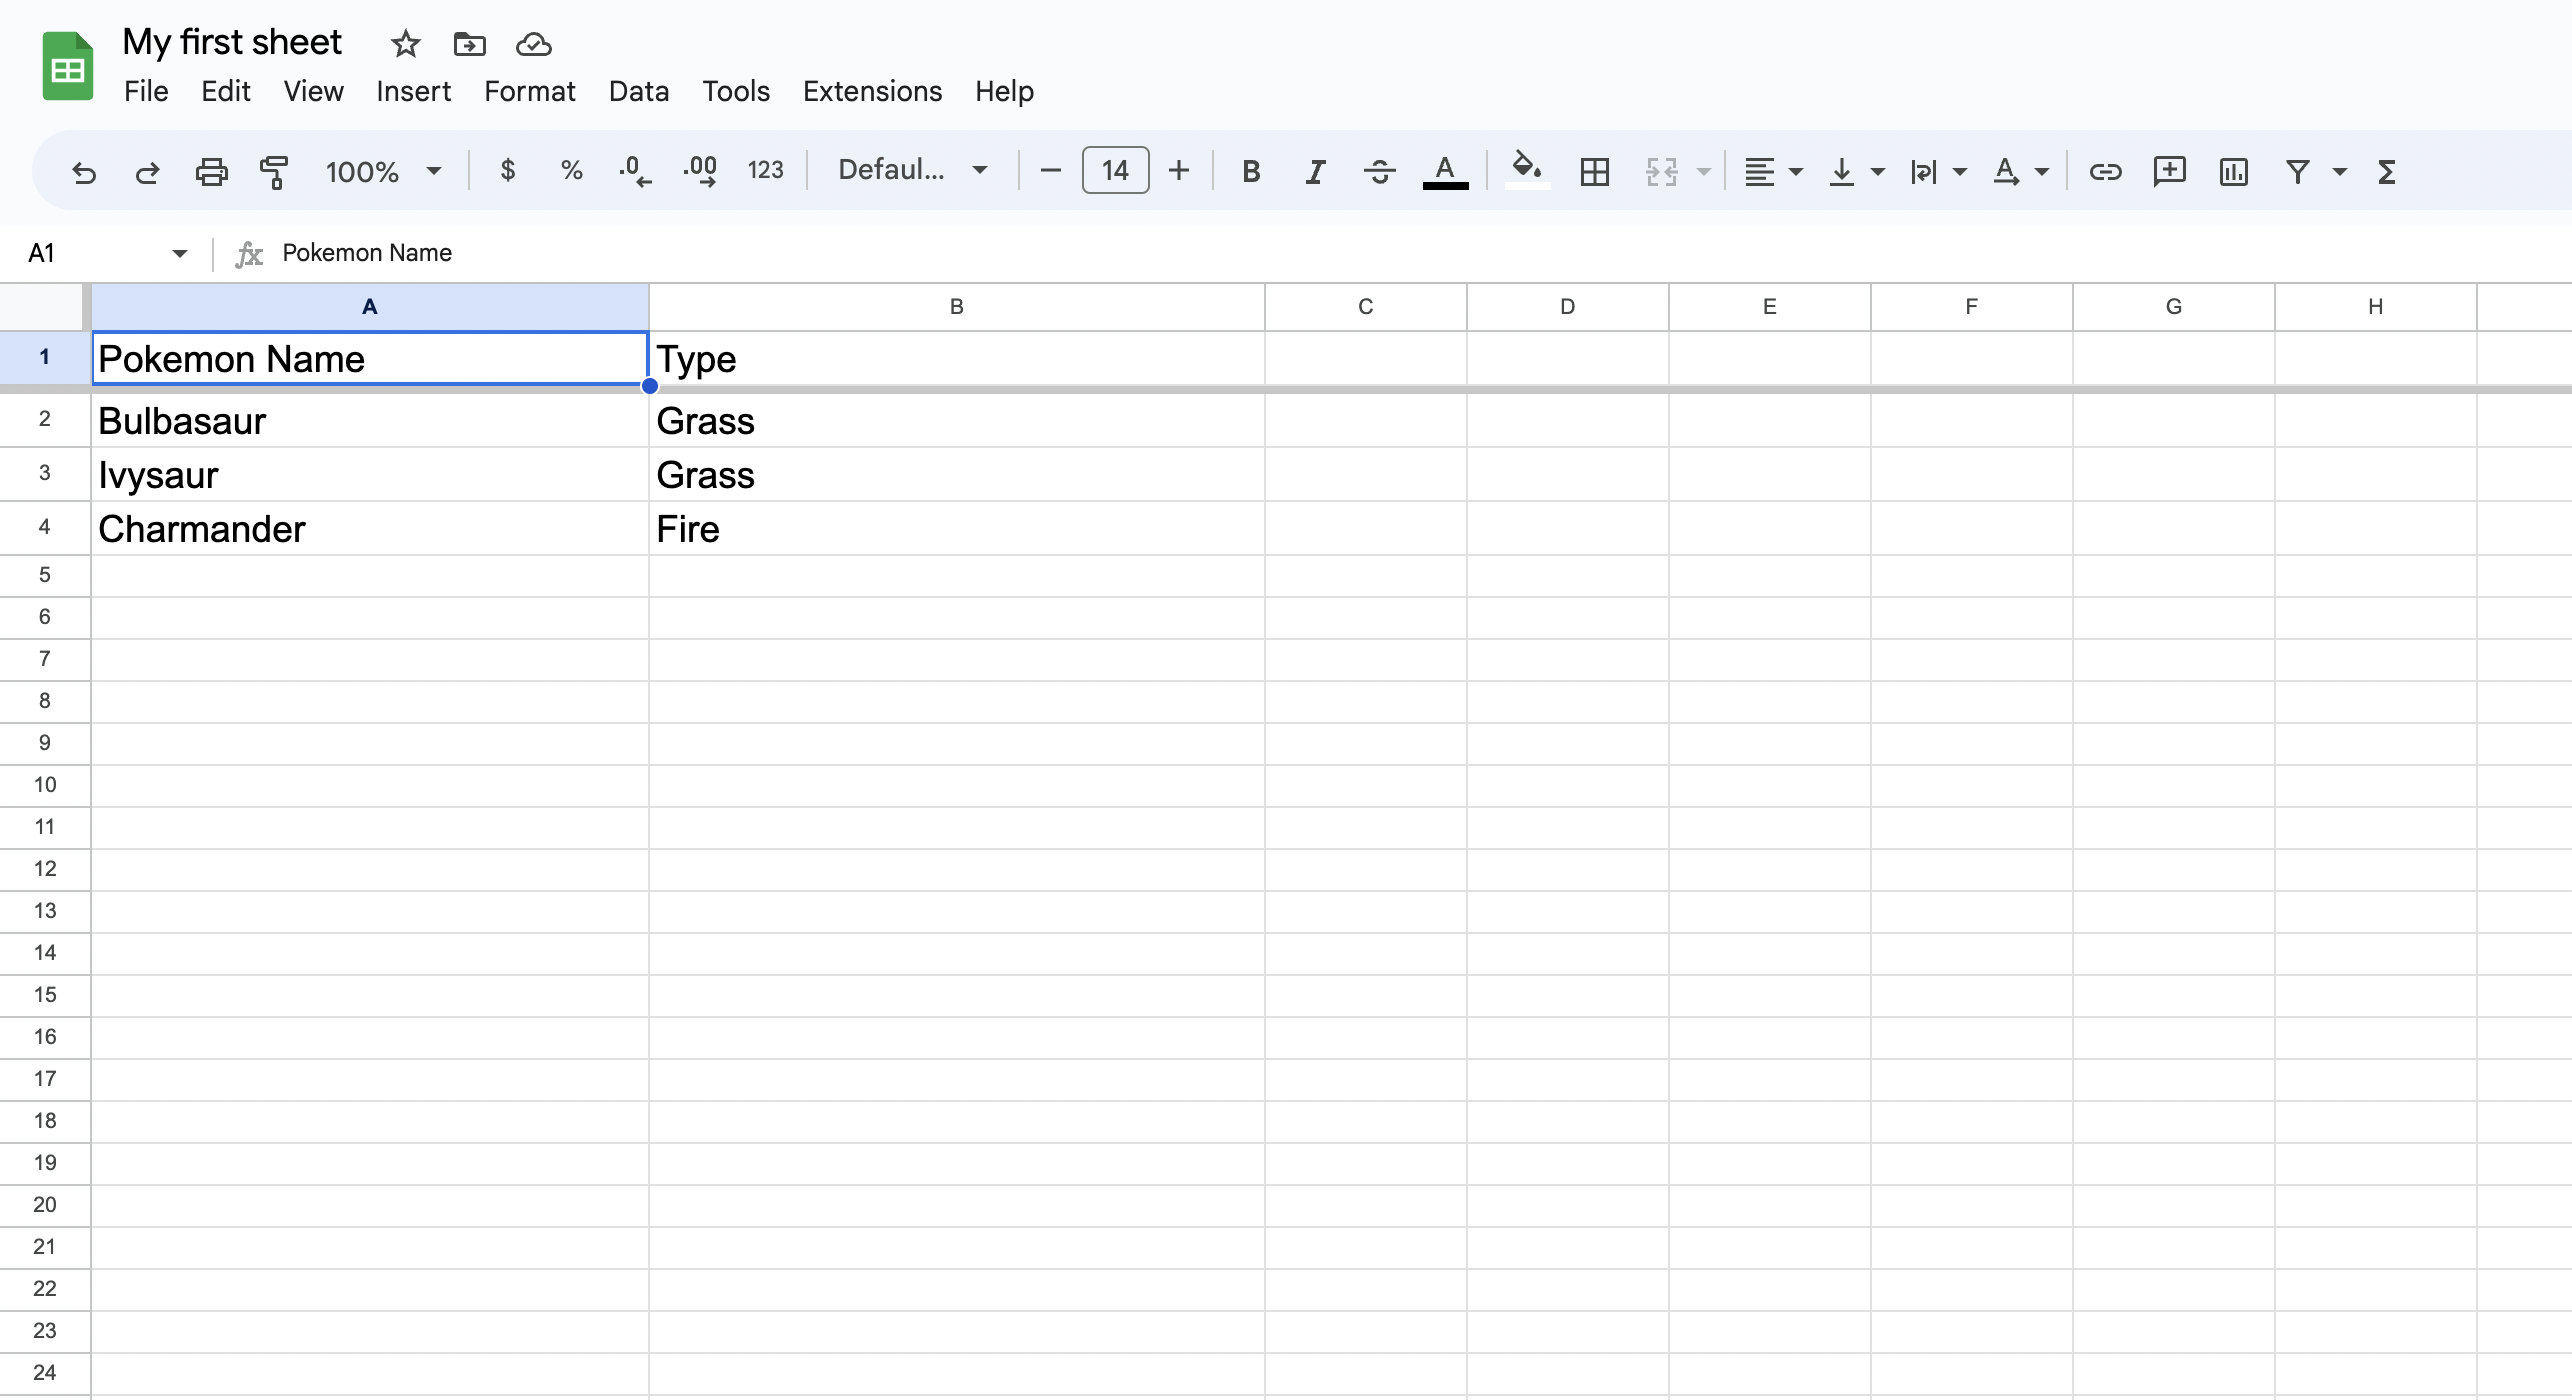 My first sheet
File Edit View Insert Format Data Tools Extensions Help
100% $ % .0 .00 123 Defaul... 14 B I S A A Σ
A1 fx Pokemon Name
A B C D E F G H
1 Pokemon Name Type
2 Bulbasaur Grass
3 Ivysaur Grass
4 Charmander Fire
5
6
7
8
9
10
11
12
13
14
15
16
17
18
19
20
21
22
23
24